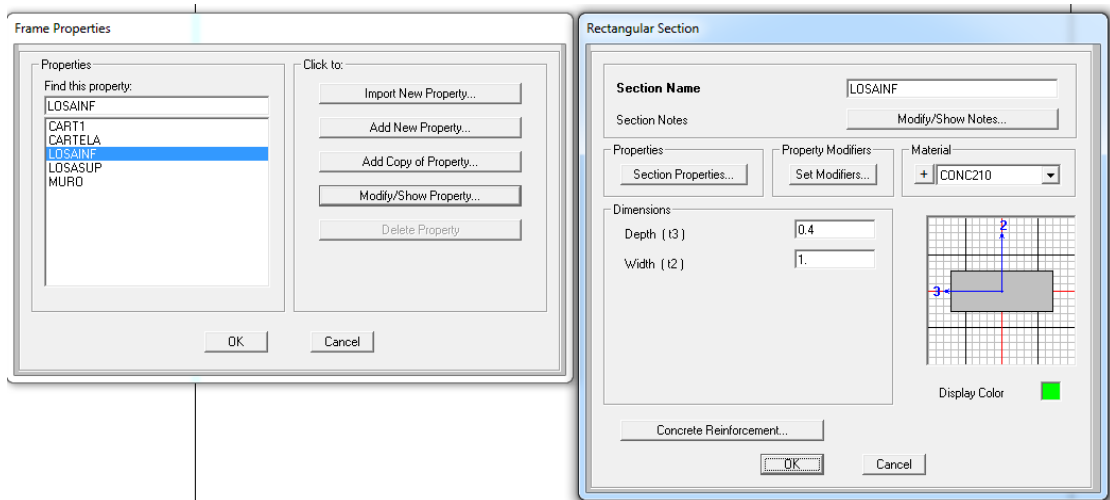 Frame Properties
Properties
Find this property:
LOSAINF
CART1
CARTELA
LOSAINF
LOSASUP
MURO
Click to:
Import New Property...
Add New Property...
Add Copy of Property...
Modify/Show Property...
Delete Property
OK
Cancel
Rectangular Section
Section Name
LOSAINF
Section Notes
Modify/Show Notes...
Properties
Section Properties...
Property Modifiers
Set Modifiers...
Material
+ CONC210
Dimensions
Depth ( t3 )
0.4
Width ( t2 )
1.
2
3
Display Color
Concrete Reinforcement...
OK
Cancel